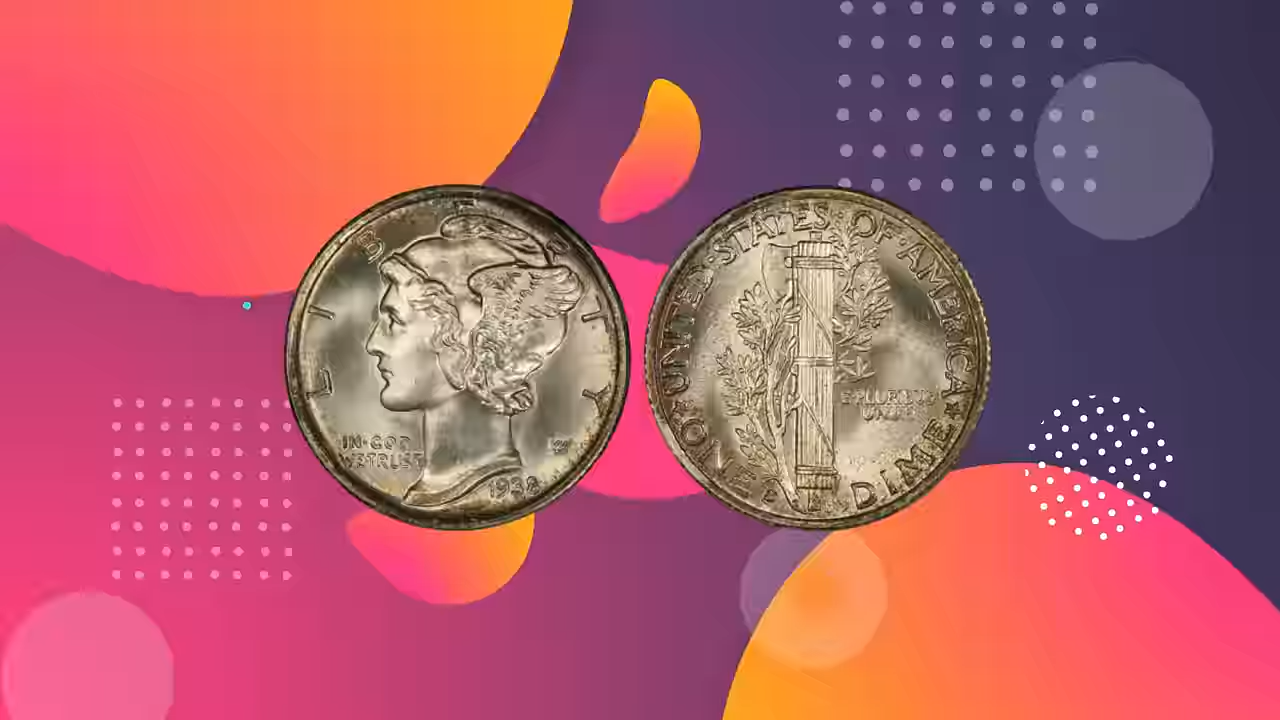 LIBERTY
IN·GOD
WE TRUST
1938
UNITED·STATES·OF·AMERICA
E·PLURIBUS
UNUM
ONE DIME